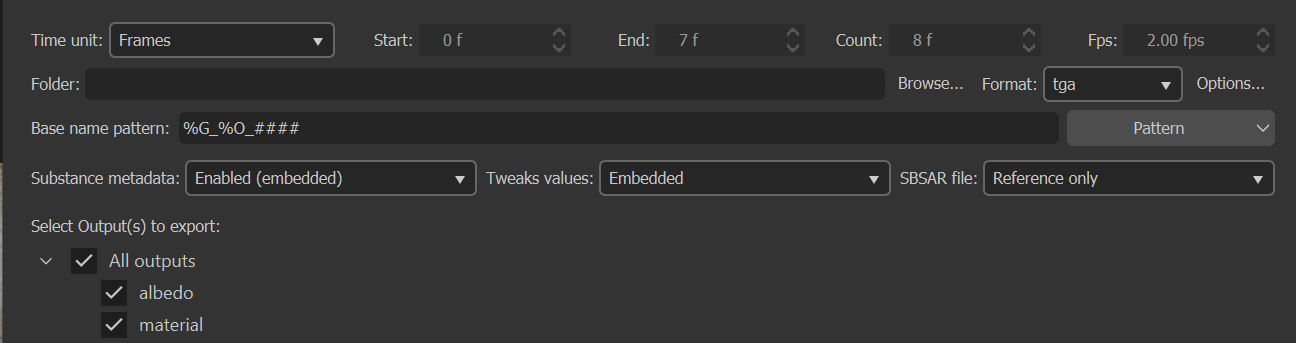 Time unit: Frames Start: 0 f End: 7 f Count: 8 f Fps: 2.00 fps
Folder: Browse... Format: tga Options...
Base name pattern: %G_%O_#### Pattern
Substance metadata: Enabled (embedded) Tweaks values: Embedded SBSAR file: Reference only
Select Output(s) to export:
All outputs
albedo
material